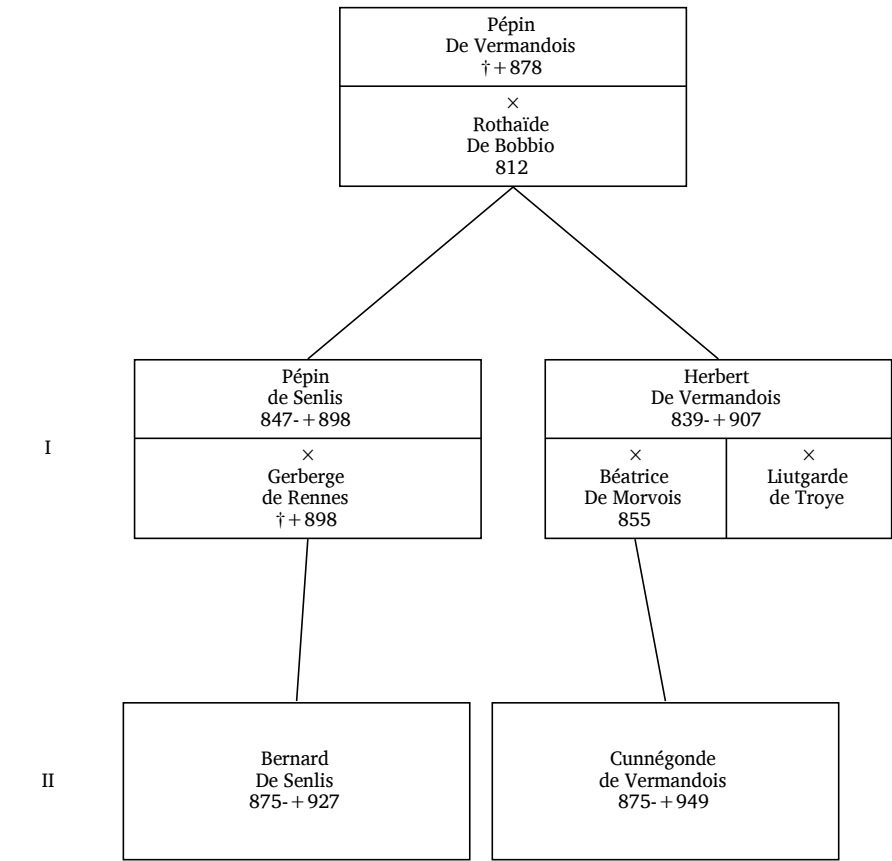 Pépin
De Vermandois
†+878
×
Rothaïde
De Bobbio
812
I
Pépin
de Senlis
847-+898
×
Gerberge
de Rennes
†+898
Herbert
De Vermandois
839-+907
×
Béatrice
De Morvois
855
×
Liutgarde
de Troye
II
Bernard
De Senlis
875-+927
Cunnégonde
de Vermandois
875-+949